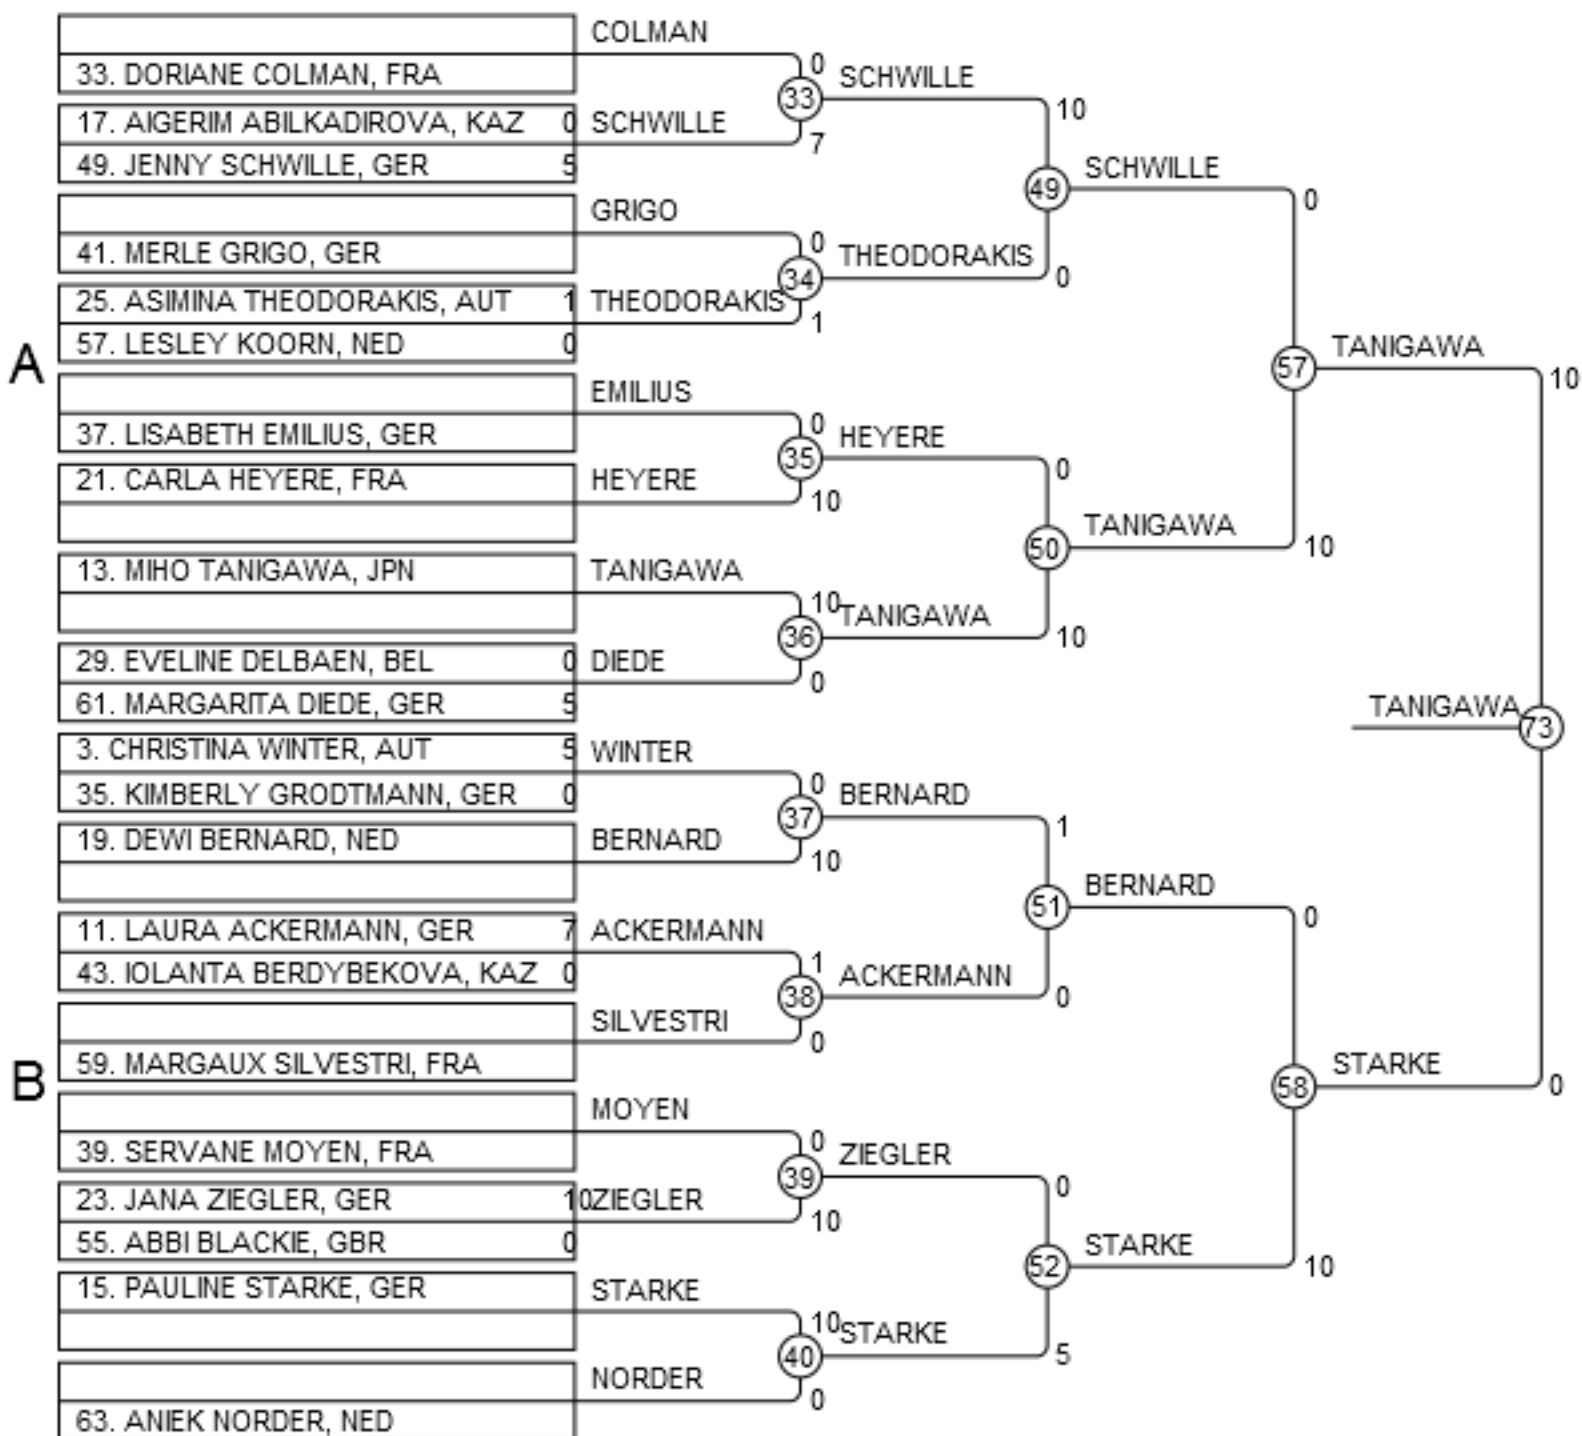 COLMAN
33. DORIANE COLMAN, FRA
0
SCHWILLE
33
10
17. AIGERIM ABILKADIROVA, KAZ 0
SCHWILLE
7
49. JENNY SCHWILLE, GER 5
SCHWILLE
49
0
GRIGO
41. MERLE GRIGO, GER
0
THEODORAKIS
34
0
25. ASIMINA THEODORAKIS, AUT 1
THEODORAKIS
1
57. LESLEY KOORN, NED 0
A
TANIGAWA
57
10
EMILIUS
37. LISABETH EMILIUS, GER
0
HEYERE
35
0
21. CARLA HEYERE, FRA
HEYERE
10
TANIGAWA
50
10
13. MIHO TANIGAWA, JPN
TANIGAWA
10
TANIGAWA
36
10
29. EVELINE DELBAEN, BEL 0
DIEDE
0
61. MARGARITA DIEDE, GER 5
TANIGAWA
73
3. CHRISTINA WINTER, AUT 5
WINTER
35. KIMBERLY GRODTMANN, GER 0
0
BERNARD
37
1
19. DEWI BERNARD, NED
BERNARD
10
BERNARD
51
0
11. LAURA ACKERMANN, GER 7
ACKERMANN
43. IOLANTA BERDYBEKOVA, KAZ 0
1
ACKERMANN
38
0
SILVESTRI
0
59. MARGAUX SILVESTRI, FRA
B
STARKE
58
0
MOYEN
39. SERVANE MOYEN, FRA
0
ZIEGLER
39
0
23. JANA ZIEGLER, GER 10
ZIEGLER
10
55. ABBI BLACKIE, GBR 0
STARKE
52
10
15. PAULINE STARKE, GER
STARKE
10
STARKE
40
5
NORDER
0
63. ANIEK NORDER, NED